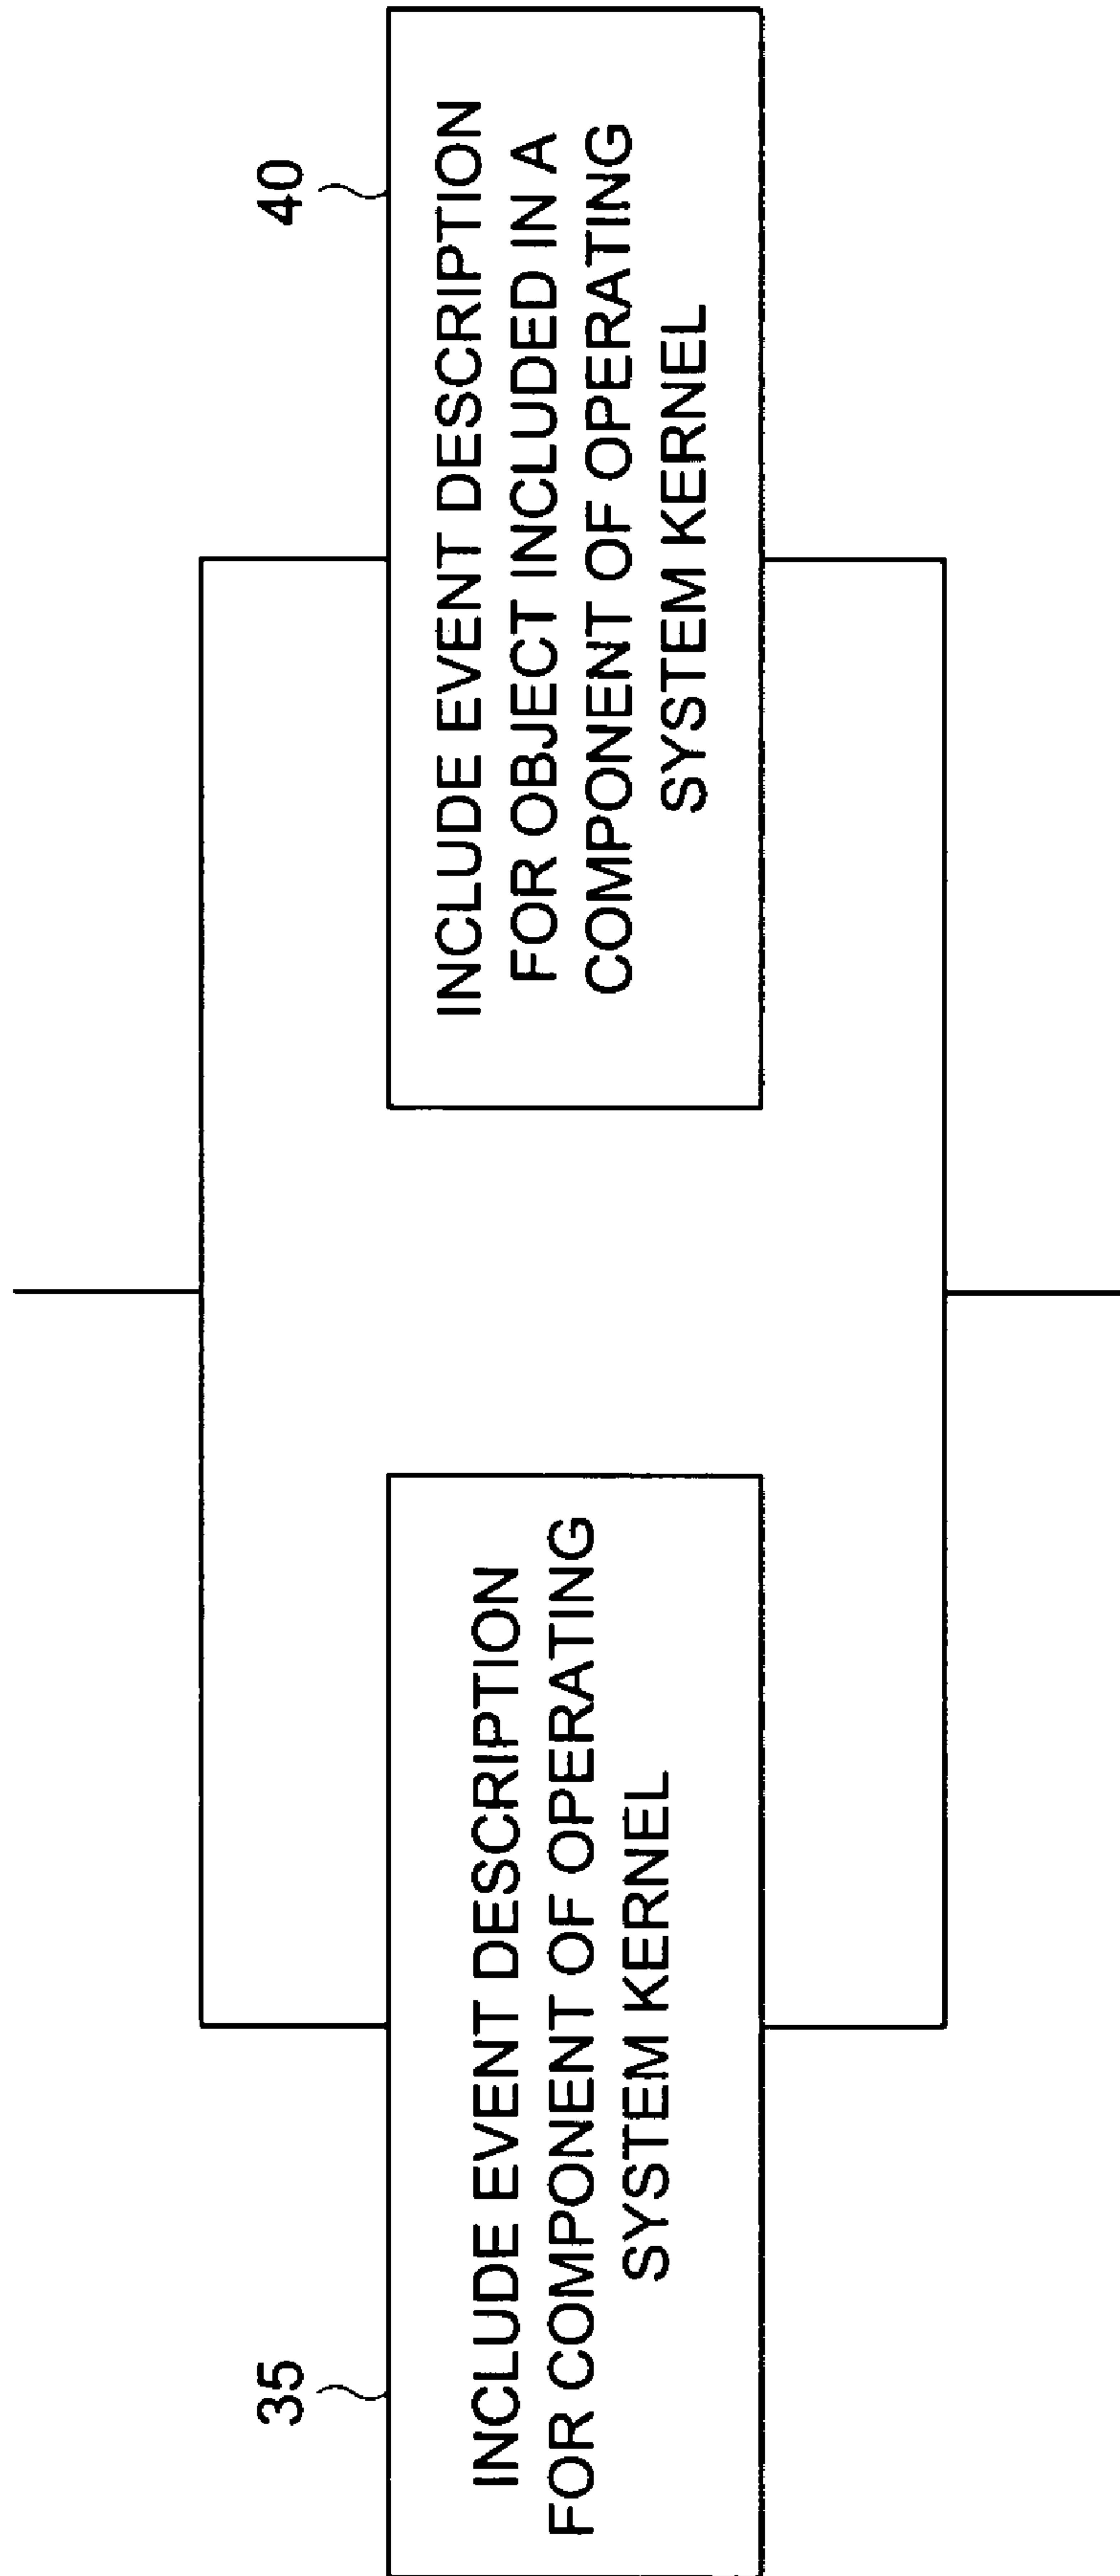 35
INCLUDE EVENT DESCRIPTION
FOR COMPONENT OF OPERATING
SYSTEM KERNEL
40
INCLUDE EVENT DESCRIPTION
FOR OBJECT INCLUDED IN A
COMPONENT OF OPERATING
SYSTEM KERNEL